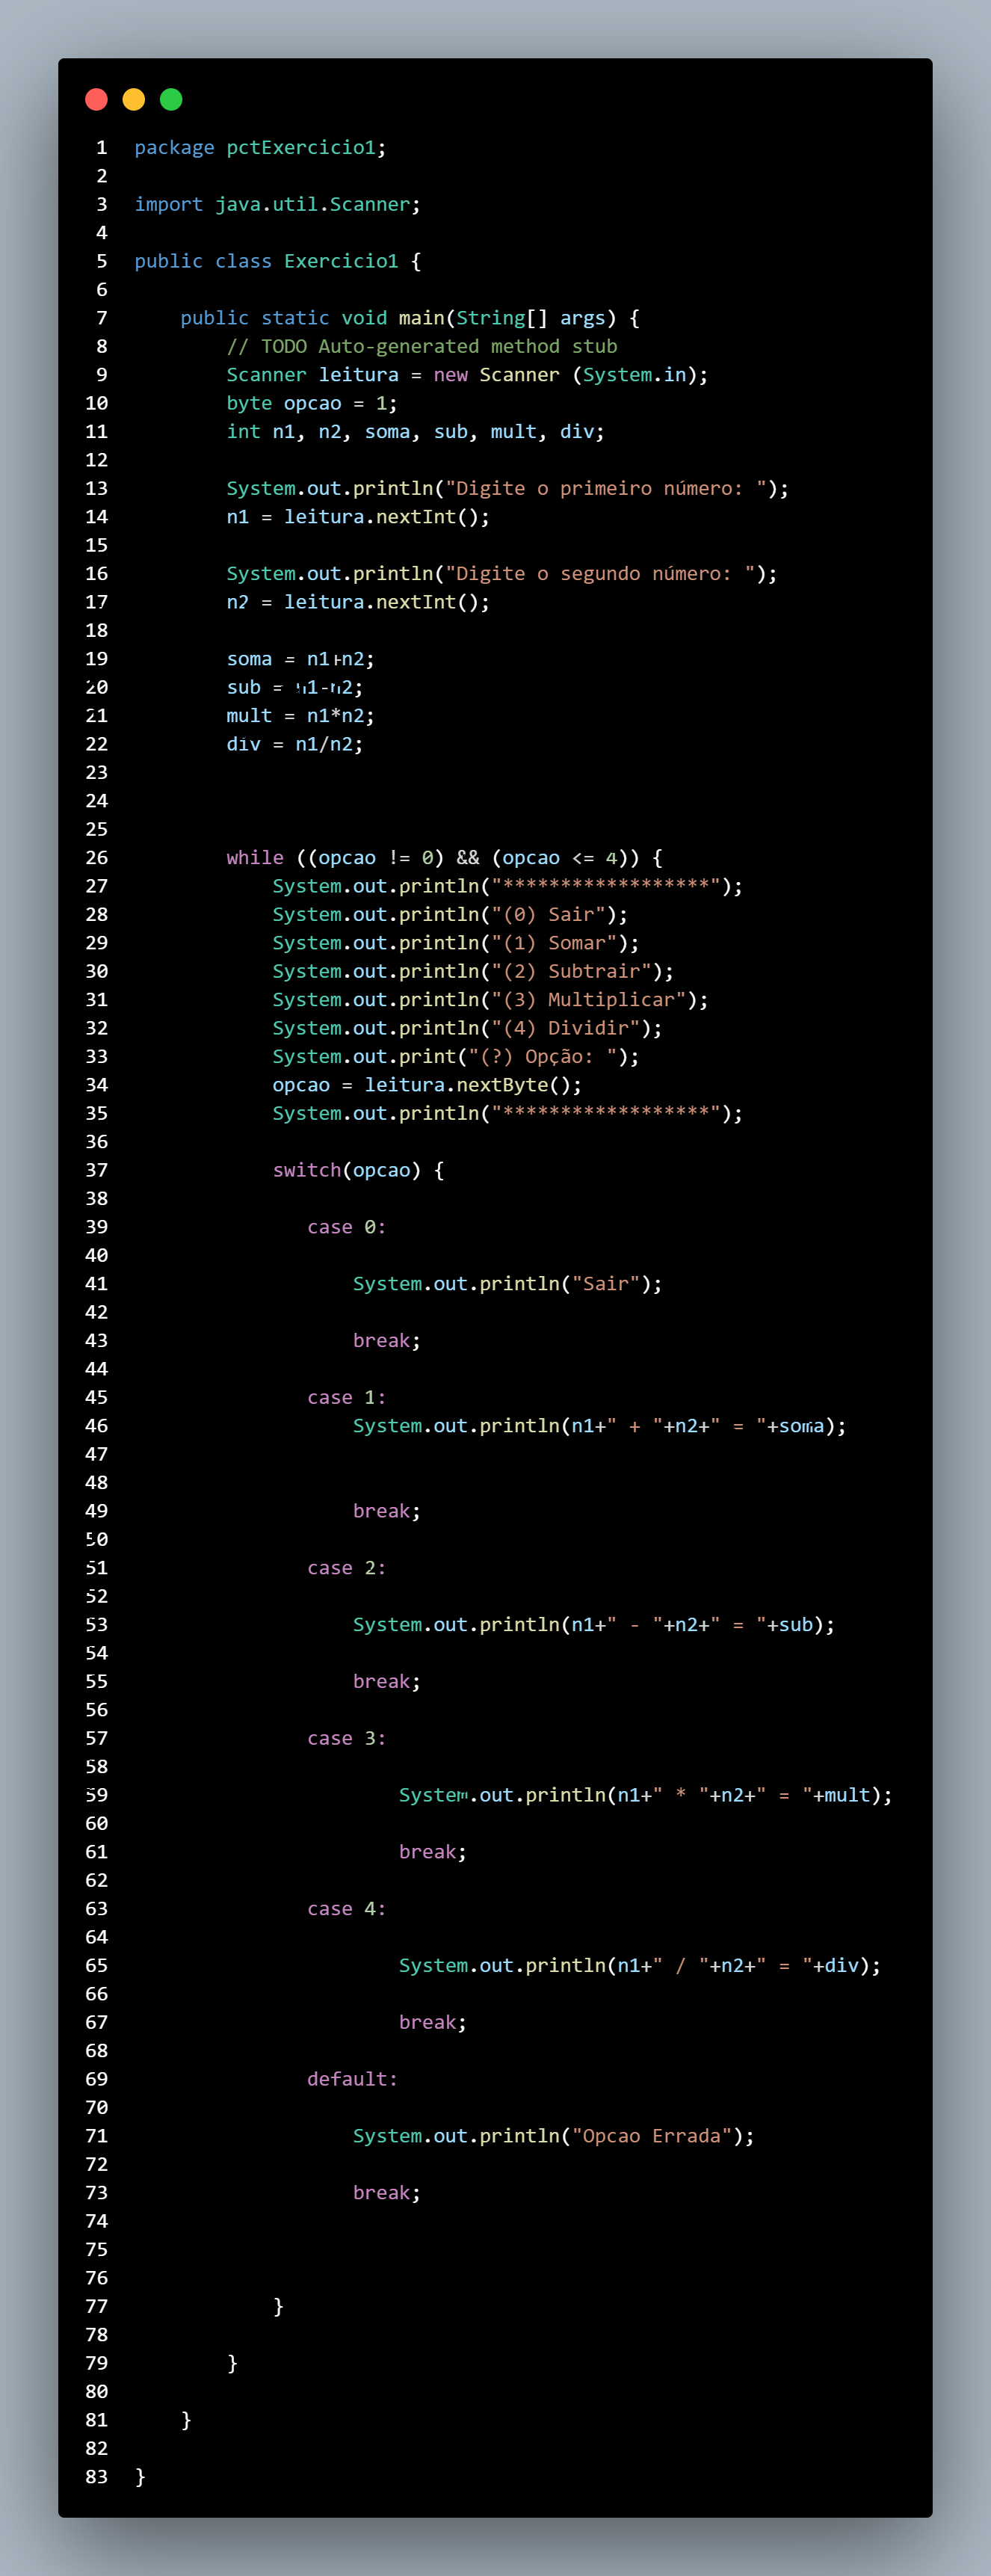 1 package pctExercicio1;
2
3 import java.util.Scanner;
4
5 public class Exercicio1 {
6
7 public static void main(String[] args) {
8 // TODO Auto-generated method stub
9 Scanner leitura = new Scanner (System.in);
10 byte opcao = 1;
11 int n1, n2, soma, sub, mult, div;
12
13 System.out.println("Digite o primeiro número: ");
14 n1 = leitura.nextInt();
15
16 System.out.println("Digite o segundo número: ");
17 n2 = leitura.nextInt();
18
19 soma = n1+n2;
20 sub = n1-n2;
21 mult = n1*n2;
22 div = n1/n2;
23
24
25
26 while ((opcao != 0) && (opcao <= 4)) {
27 System.out.println("******************");
28 System.out.println("(0) Sair");
29 System.out.println("(1) Somar");
30 System.out.println("(2) Subtrair");
31 System.out.println("(3) Multiplicar");
32 System.out.println("(4) Dividir");
33 System.out.print("(?) Opção: ");
34 opcao = leitura.nextByte();
35 System.out.println("******************");
36
37 switch(opcao) {
38
39 case 0:
40
41 System.out.println("Sair");
42
43 break;
44
45 case 1:
46 System.out.println(n1+" + "+n2+" = "+soma);
47
48
49 break;
50
51 case 2:
52
53 System.out.println(n1+" - "+n2+" = "+sub);
54
55 break;
56
57 case 3:
58
59 System.out.println(n1+" * "+n2+" = "+mult);
60
61 break;
62
63 case 4:
64
65 System.out.println(n1+" / "+n2+" = "+div);
66
67 break;
68
69 default:
70
71 System.out.println("Opcao Errada");
72
73 break;
74
75
76
77 }
78
79 }
80
81 }
82
83 }